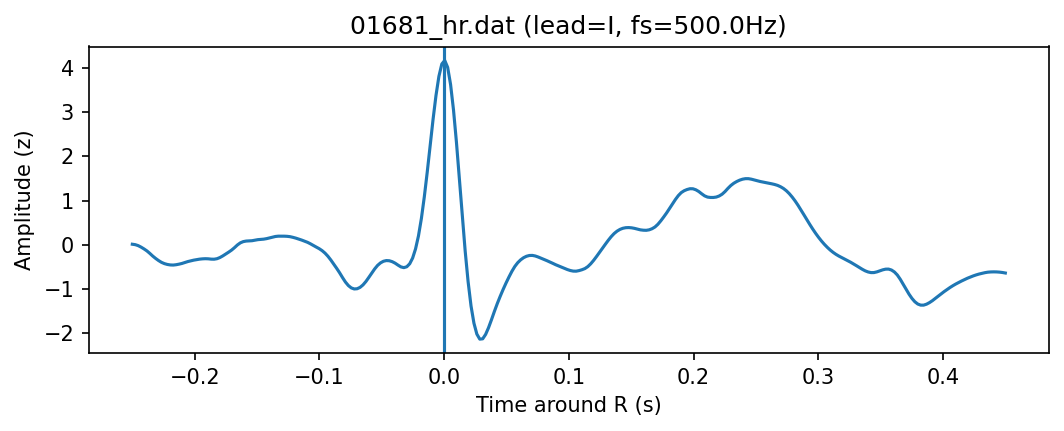 01681_hr.dat (lead=I, fs=500.0Hz)
Amplitude (z)
4
3
2
1
0
−1
−2
−0.2 −0.1 0.0 0.1 0.2 0.3 0.4
Time around R (s)